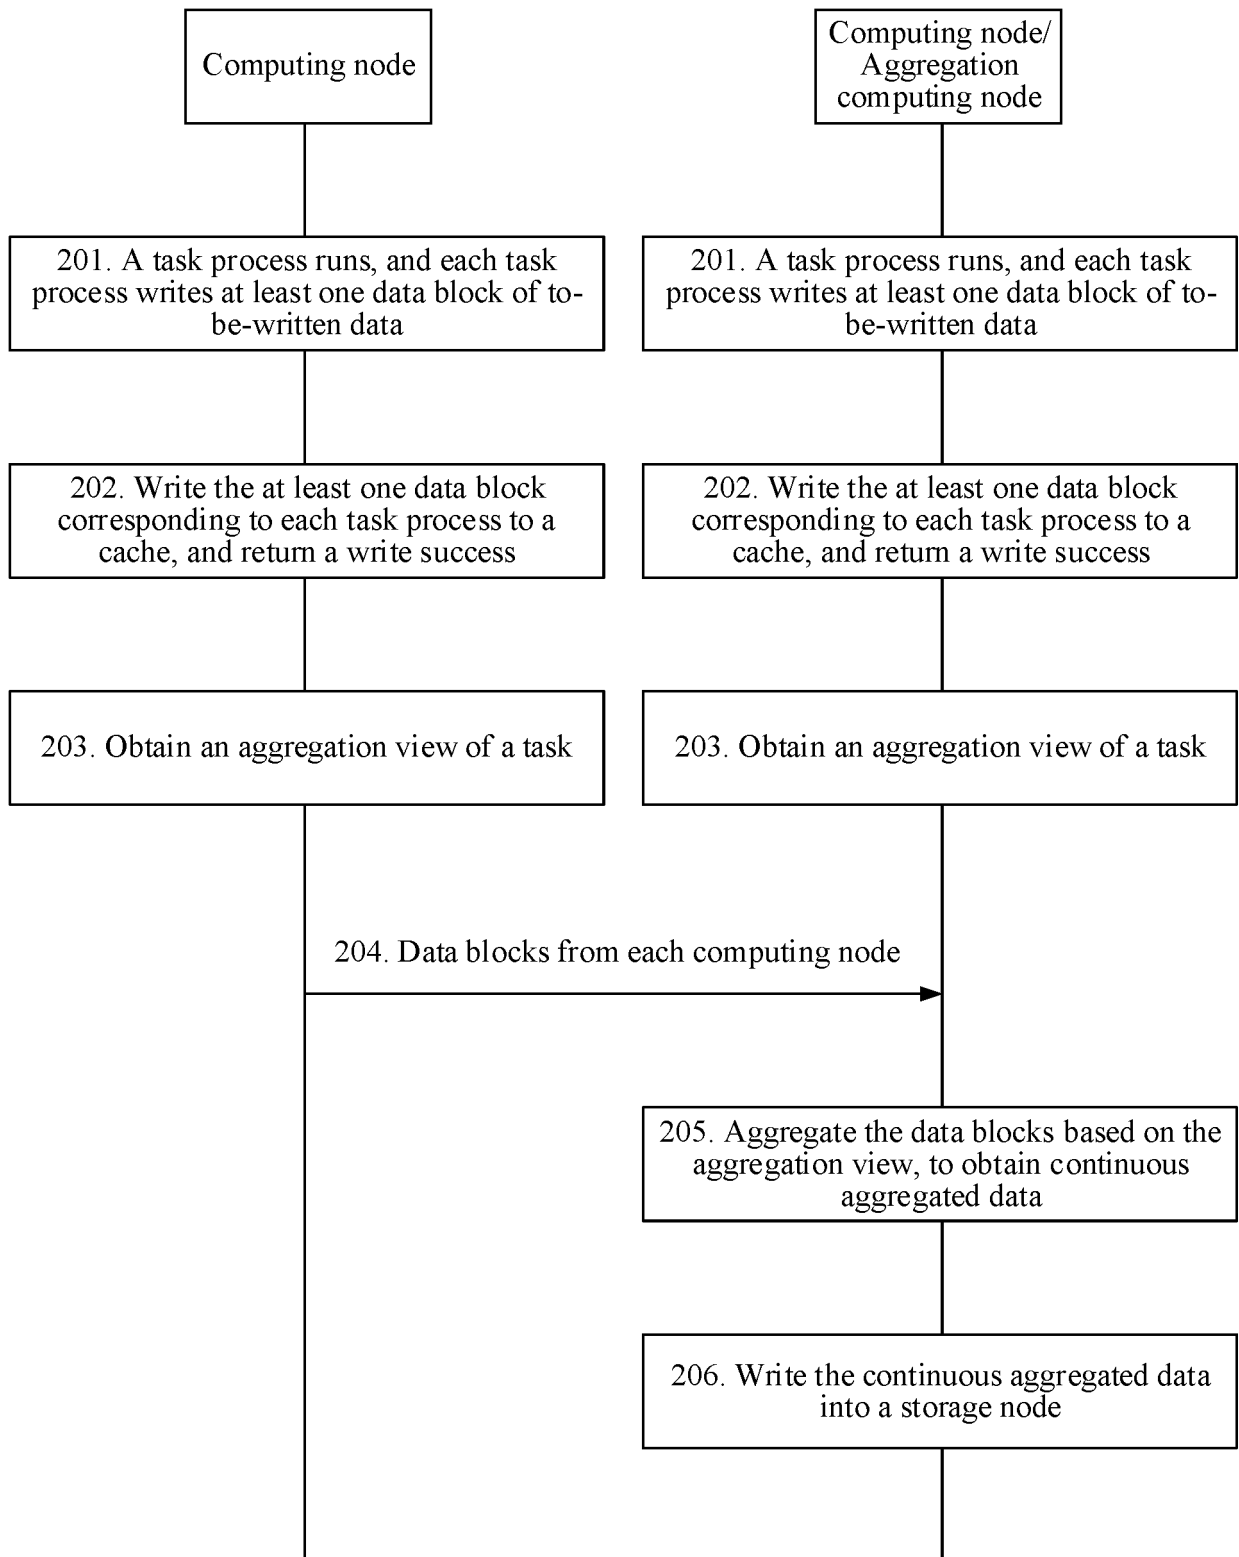 Computing node
Computing node/
Aggregation
computing node
201. A task process runs, and each task
process writes at least one data block of to-
be-written data
201. A task process runs, and each task
process writes at least one data block of to-
be-written data
202. Write the at least one data block
corresponding to each task process to a
cache, and return a write success
202. Write the at least one data block
corresponding to each task process to a
cache, and return a write success
203. Obtain an aggregation view of a task
203. Obtain an aggregation view of a task
204. Data blocks from each computing node
205. Aggregate the data blocks based on the
aggregation view, to obtain continuous
aggregated data
206. Write the continuous aggregated data
into a storage node